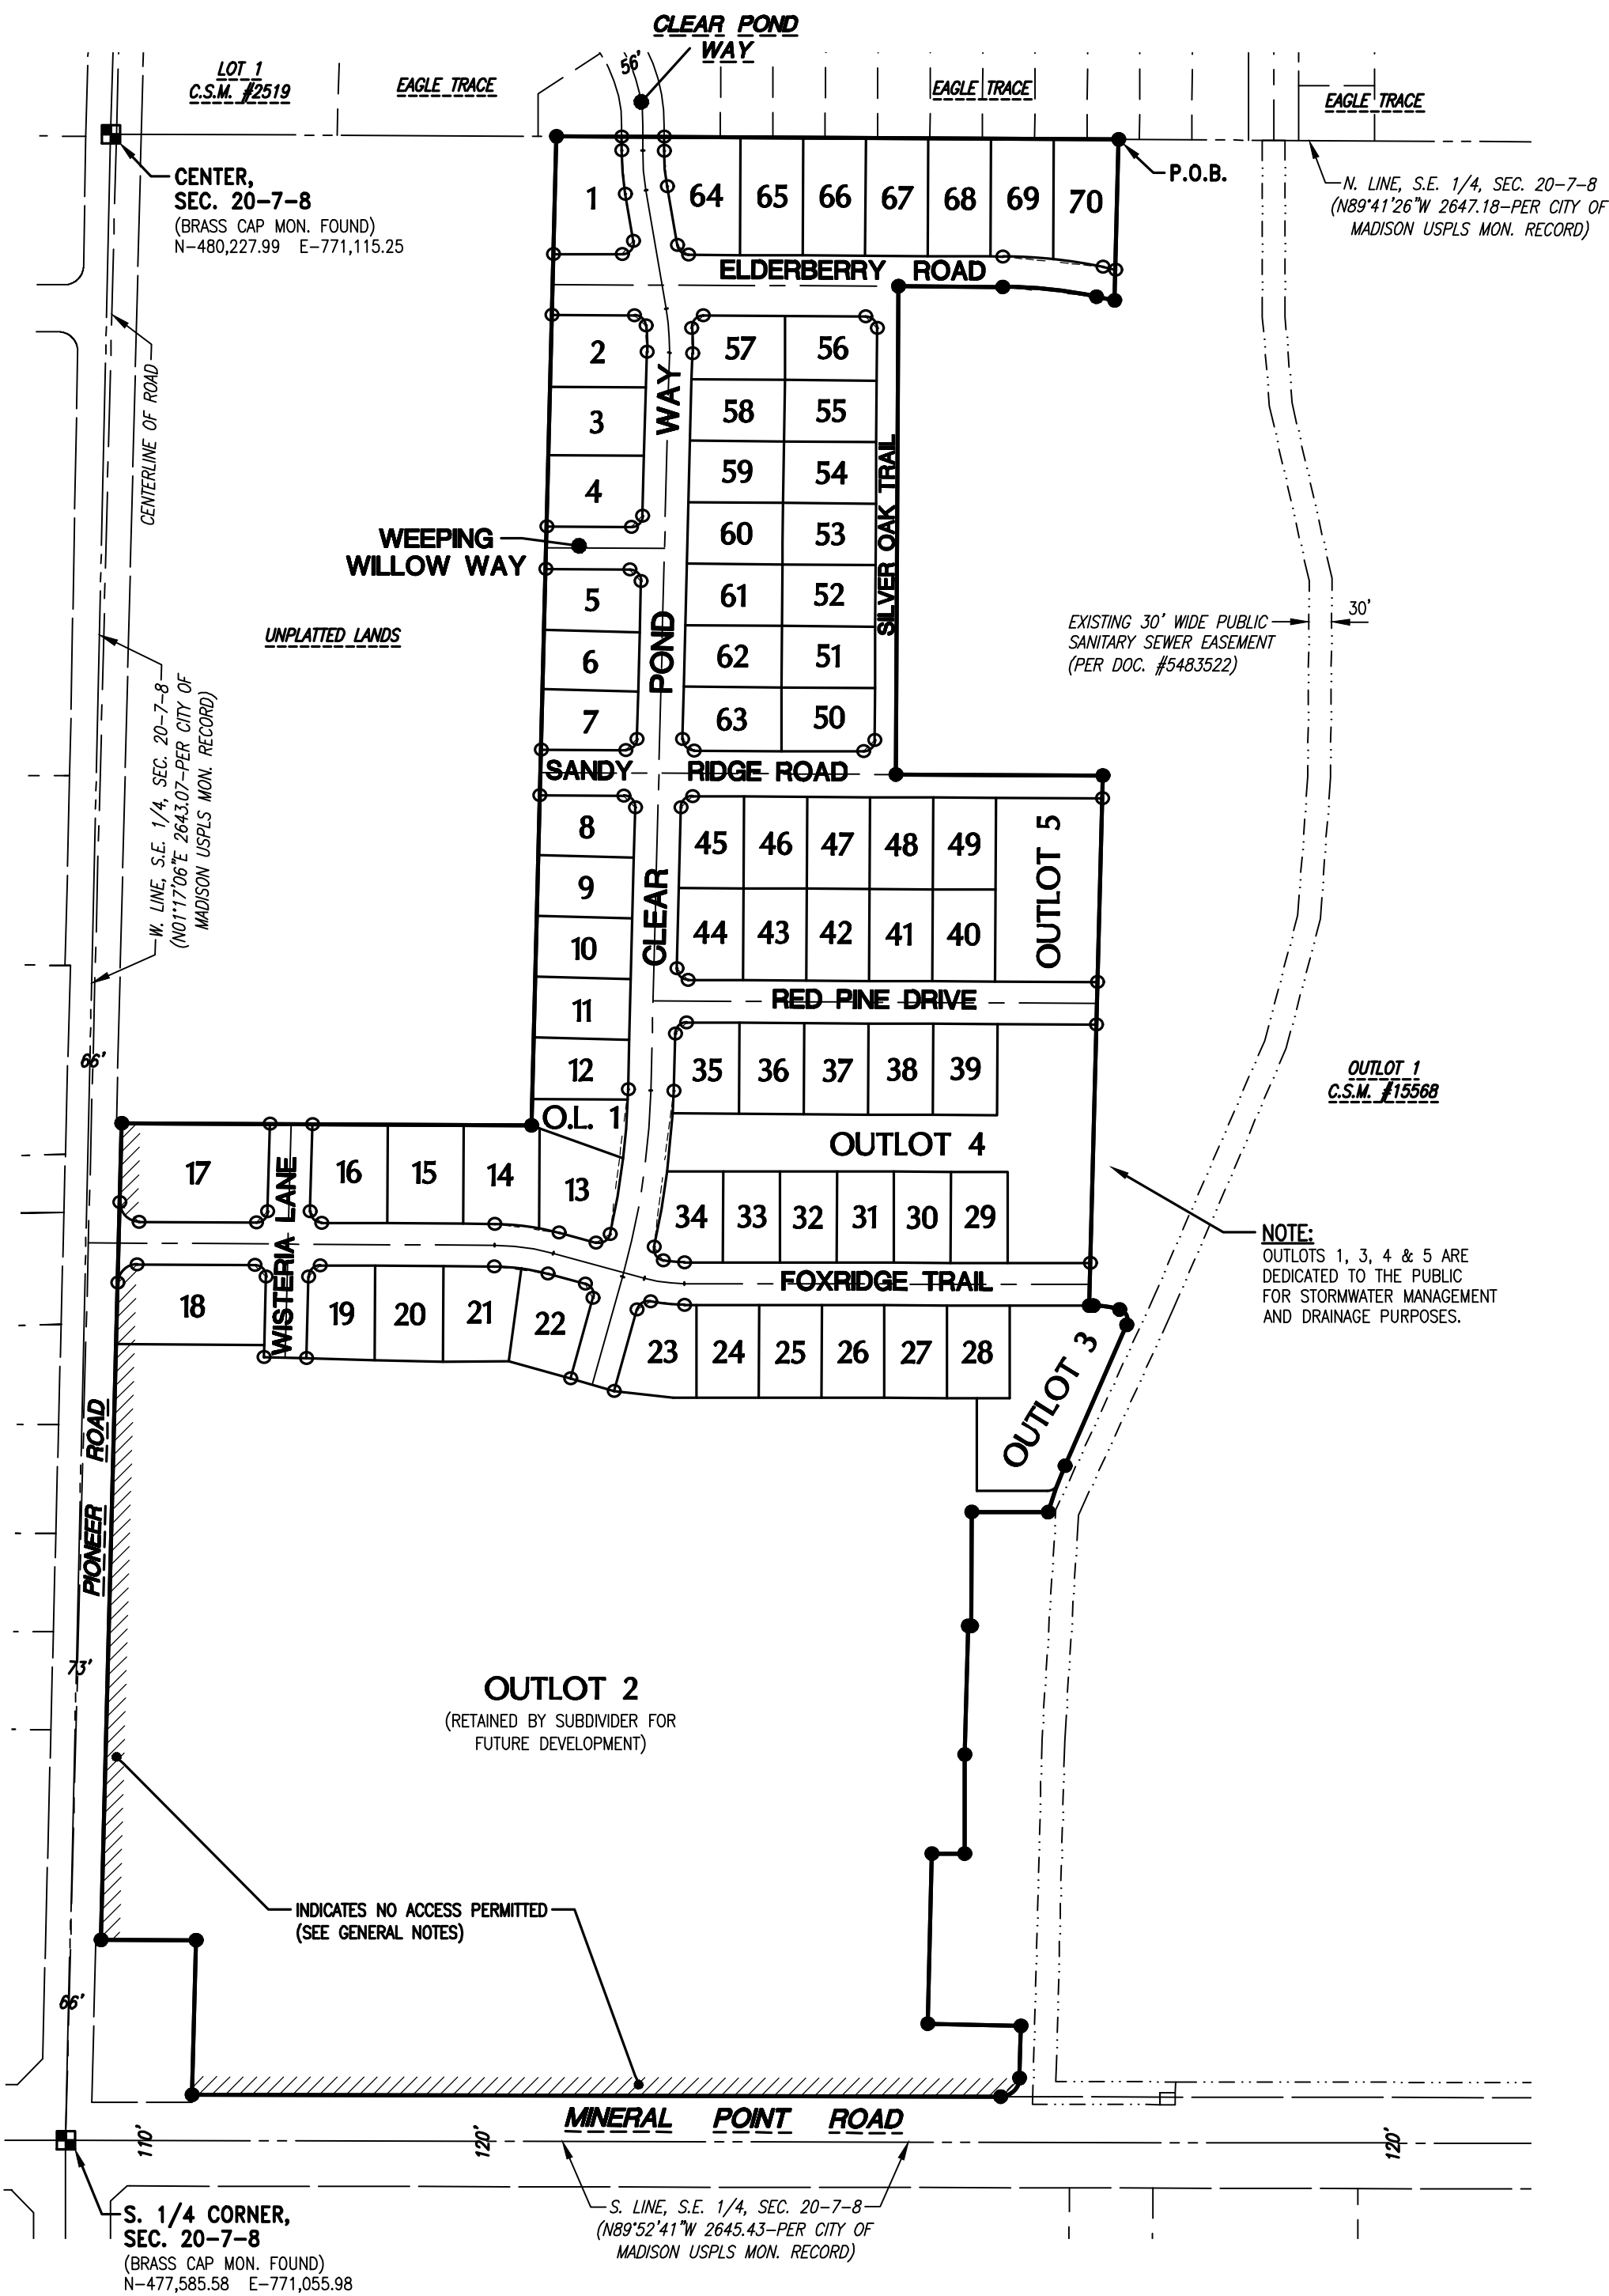 CLEAR POND
WAY
56'
LOT 1
C.S.M. #2519
EAGLE TRACE
EAGLE TRACE
EAGLE TRACE
CENTER,
SEC. 20-7-8
(BRASS CAP MON. FOUND)
N-480,227.99 E-771,115.25
P.O.B.
N. LINE, S.E. 1/4, SEC. 20-7-8
(N89°41'26"W 2647.18-PER CITY OF
MADISON USPLS MON. RECORD)
1
64
65
66
67
68
69
70
ELDERBERRY ROAD
CENTERLINE OF ROAD
2
57
56
3
58
55
WAY
4
59
54
SILVER OAK TRAIL
WEEPING
WILLOW WAY
60
53
5
61
52
EXISTING 30' WIDE PUBLIC
SANITARY SEWER EASEMENT
(PER DOC. #5483522)
30'
UNPLATTED LANDS
6
POND
62
51
7
63
50
W. LINE, S.E. 1/4, SEC. 20-7-8
(N01°17'06"E 2643.07-PER CITY OF
MADISON USPLS MON. RECORD)
SANDY RIDGE ROAD
8
45
46
47
48
49
OUTLOT 5
9
CLEAR
10
44
43
42
41
40
11
RED PINE DRIVE
66'
12
35
36
37
38
39
OUTLOT 1
C.S.M. #15568
O.L. 1
OUTLOT 4
17
WISTERIA LANE
16
15
14
13
34
33
32
31
30
29
NOTE:
OUTLOTS 1, 3, 4 & 5 ARE
DEDICATED TO THE PUBLIC
FOR STORMWATER MANAGEMENT
AND DRAINAGE PURPOSES.
FOXRIDGE TRAIL
18
19
20
21
22
23
24
25
26
27
28
OUTLOT 3
PIONEER ROAD
73'
OUTLOT 2
(RETAINED BY SUBDIVIDER FOR
FUTURE DEVELOPMENT)
INDICATES NO ACCESS PERMITTED
(SEE GENERAL NOTES)
66'
MINERAL POINT ROAD
110'
120'
120'
S. 1/4 CORNER,
SEC. 20-7-8
(BRASS CAP MON. FOUND)
N-477,585.58 E-771,055.98
S. LINE, S.E. 1/4, SEC. 20-7-8
(N89°52'41"W 2645.43-PER CITY OF
MADISON USPLS MON. RECORD)